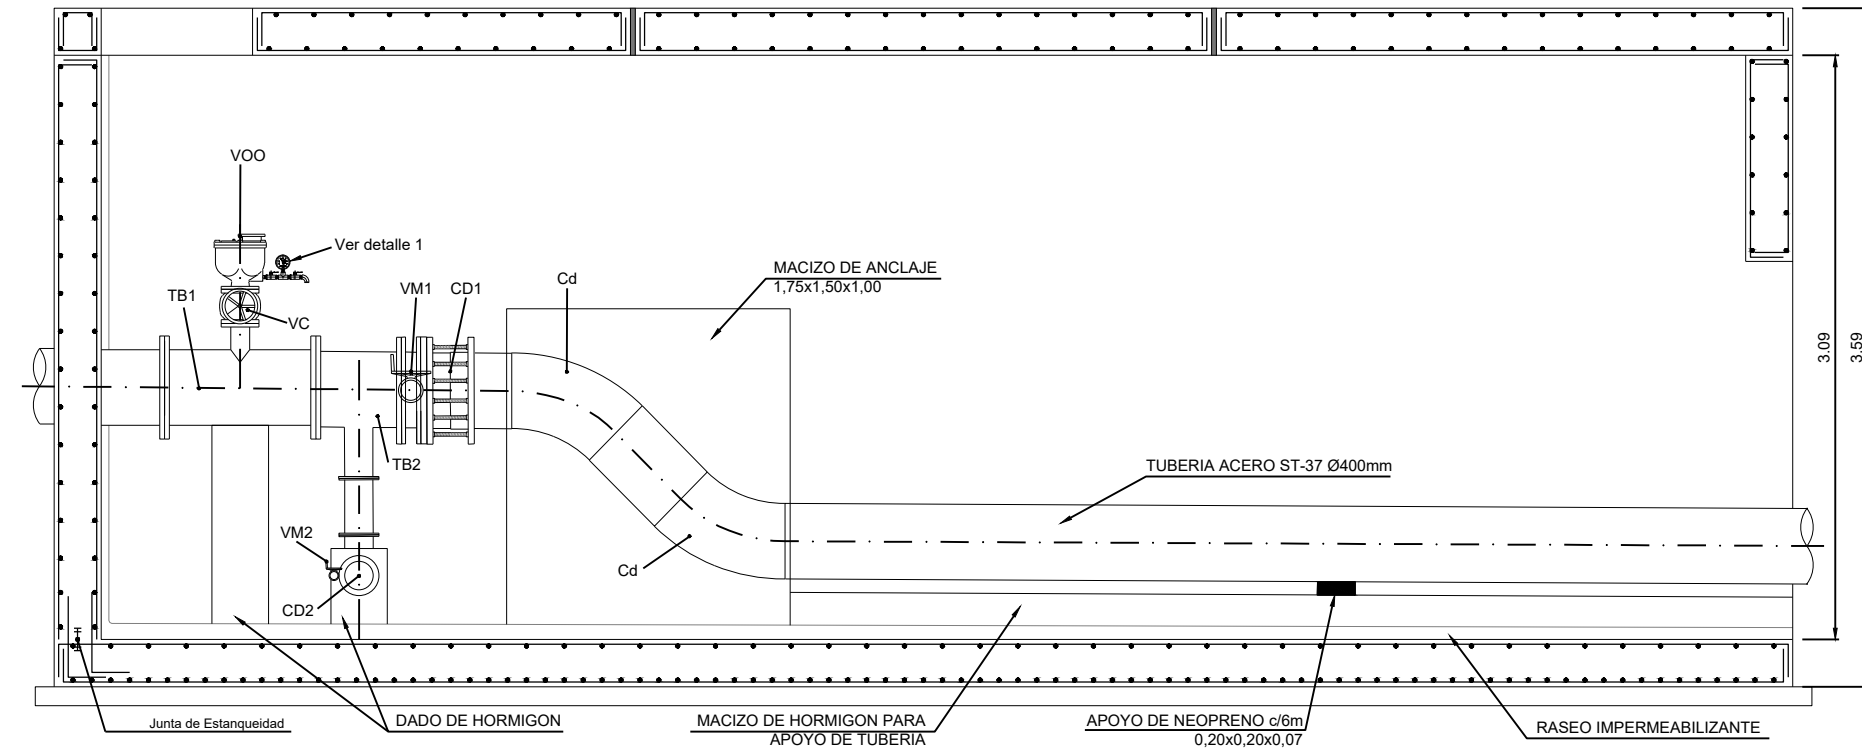 VOO
Ver detalle 1
TB1
VC
VM1
CD1
Cd
MACIZO DE ANCLAJE
1,75x1,50x1,00
3.09
3.59
TB2
TUBERIA ACERO ST-37 Ø400mm
VM2
Cd
CD2
Junta de Estanqueidad
DADO DE HORMIGON
MACIZO DE HORMIGON PARA
APOYO DE TUBERIA
APOYO DE NEOPRENO c/6m
0,20x0,20x0,07
RASEO IMPERMEABILIZANTE